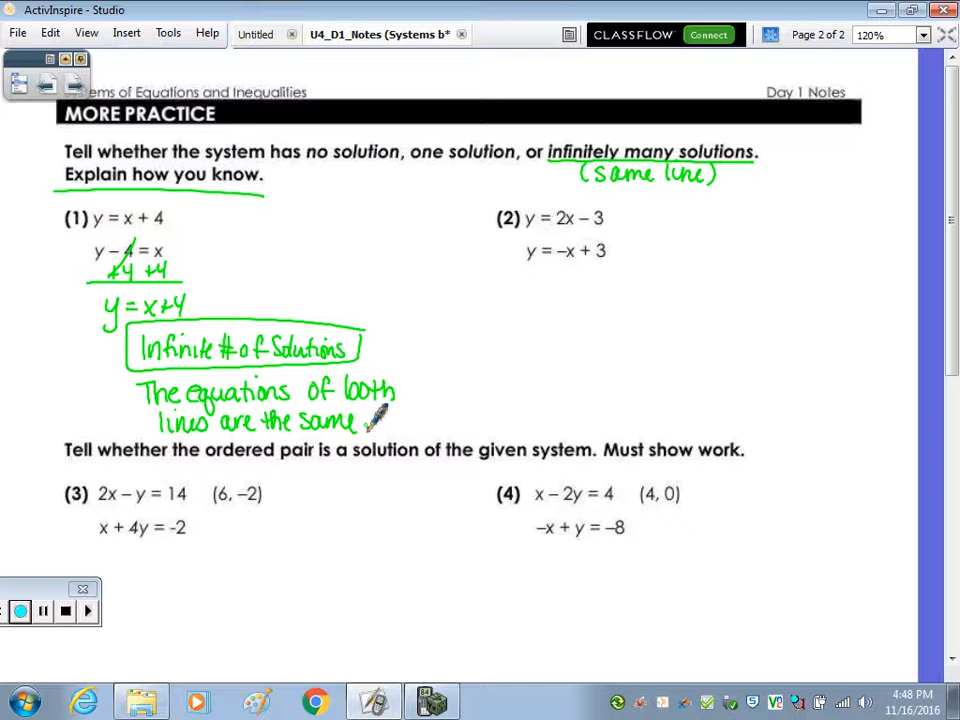 ActivInspire - Studio
File Edit View Insert Tools Help Untitled U4_D1_Notes (Systems b* CLASSFLOW Connect Page 2 of 2 120%
tems of Equations and Inequalities Day 1 Notes
MORE PRACTICE
Tell whether the system has no solution, one solution, or infinitely many solutions.
(same line)
Explain how you know.
(1) y = x + 4
y – 4 = x
+4 +4
y = x+4
Infinite # of Solutions
The equations of both
lines are the same.
(2) y = 2x – 3
y = –x + 3
Tell whether the ordered pair is a solution of the given system. Must show work.
(3) 2x – y = 14 (6, –2)
x + 4y = -2
(4) x – 2y = 4 (4, 0)
–x + y = –8
4:48 PM
11/16/2016